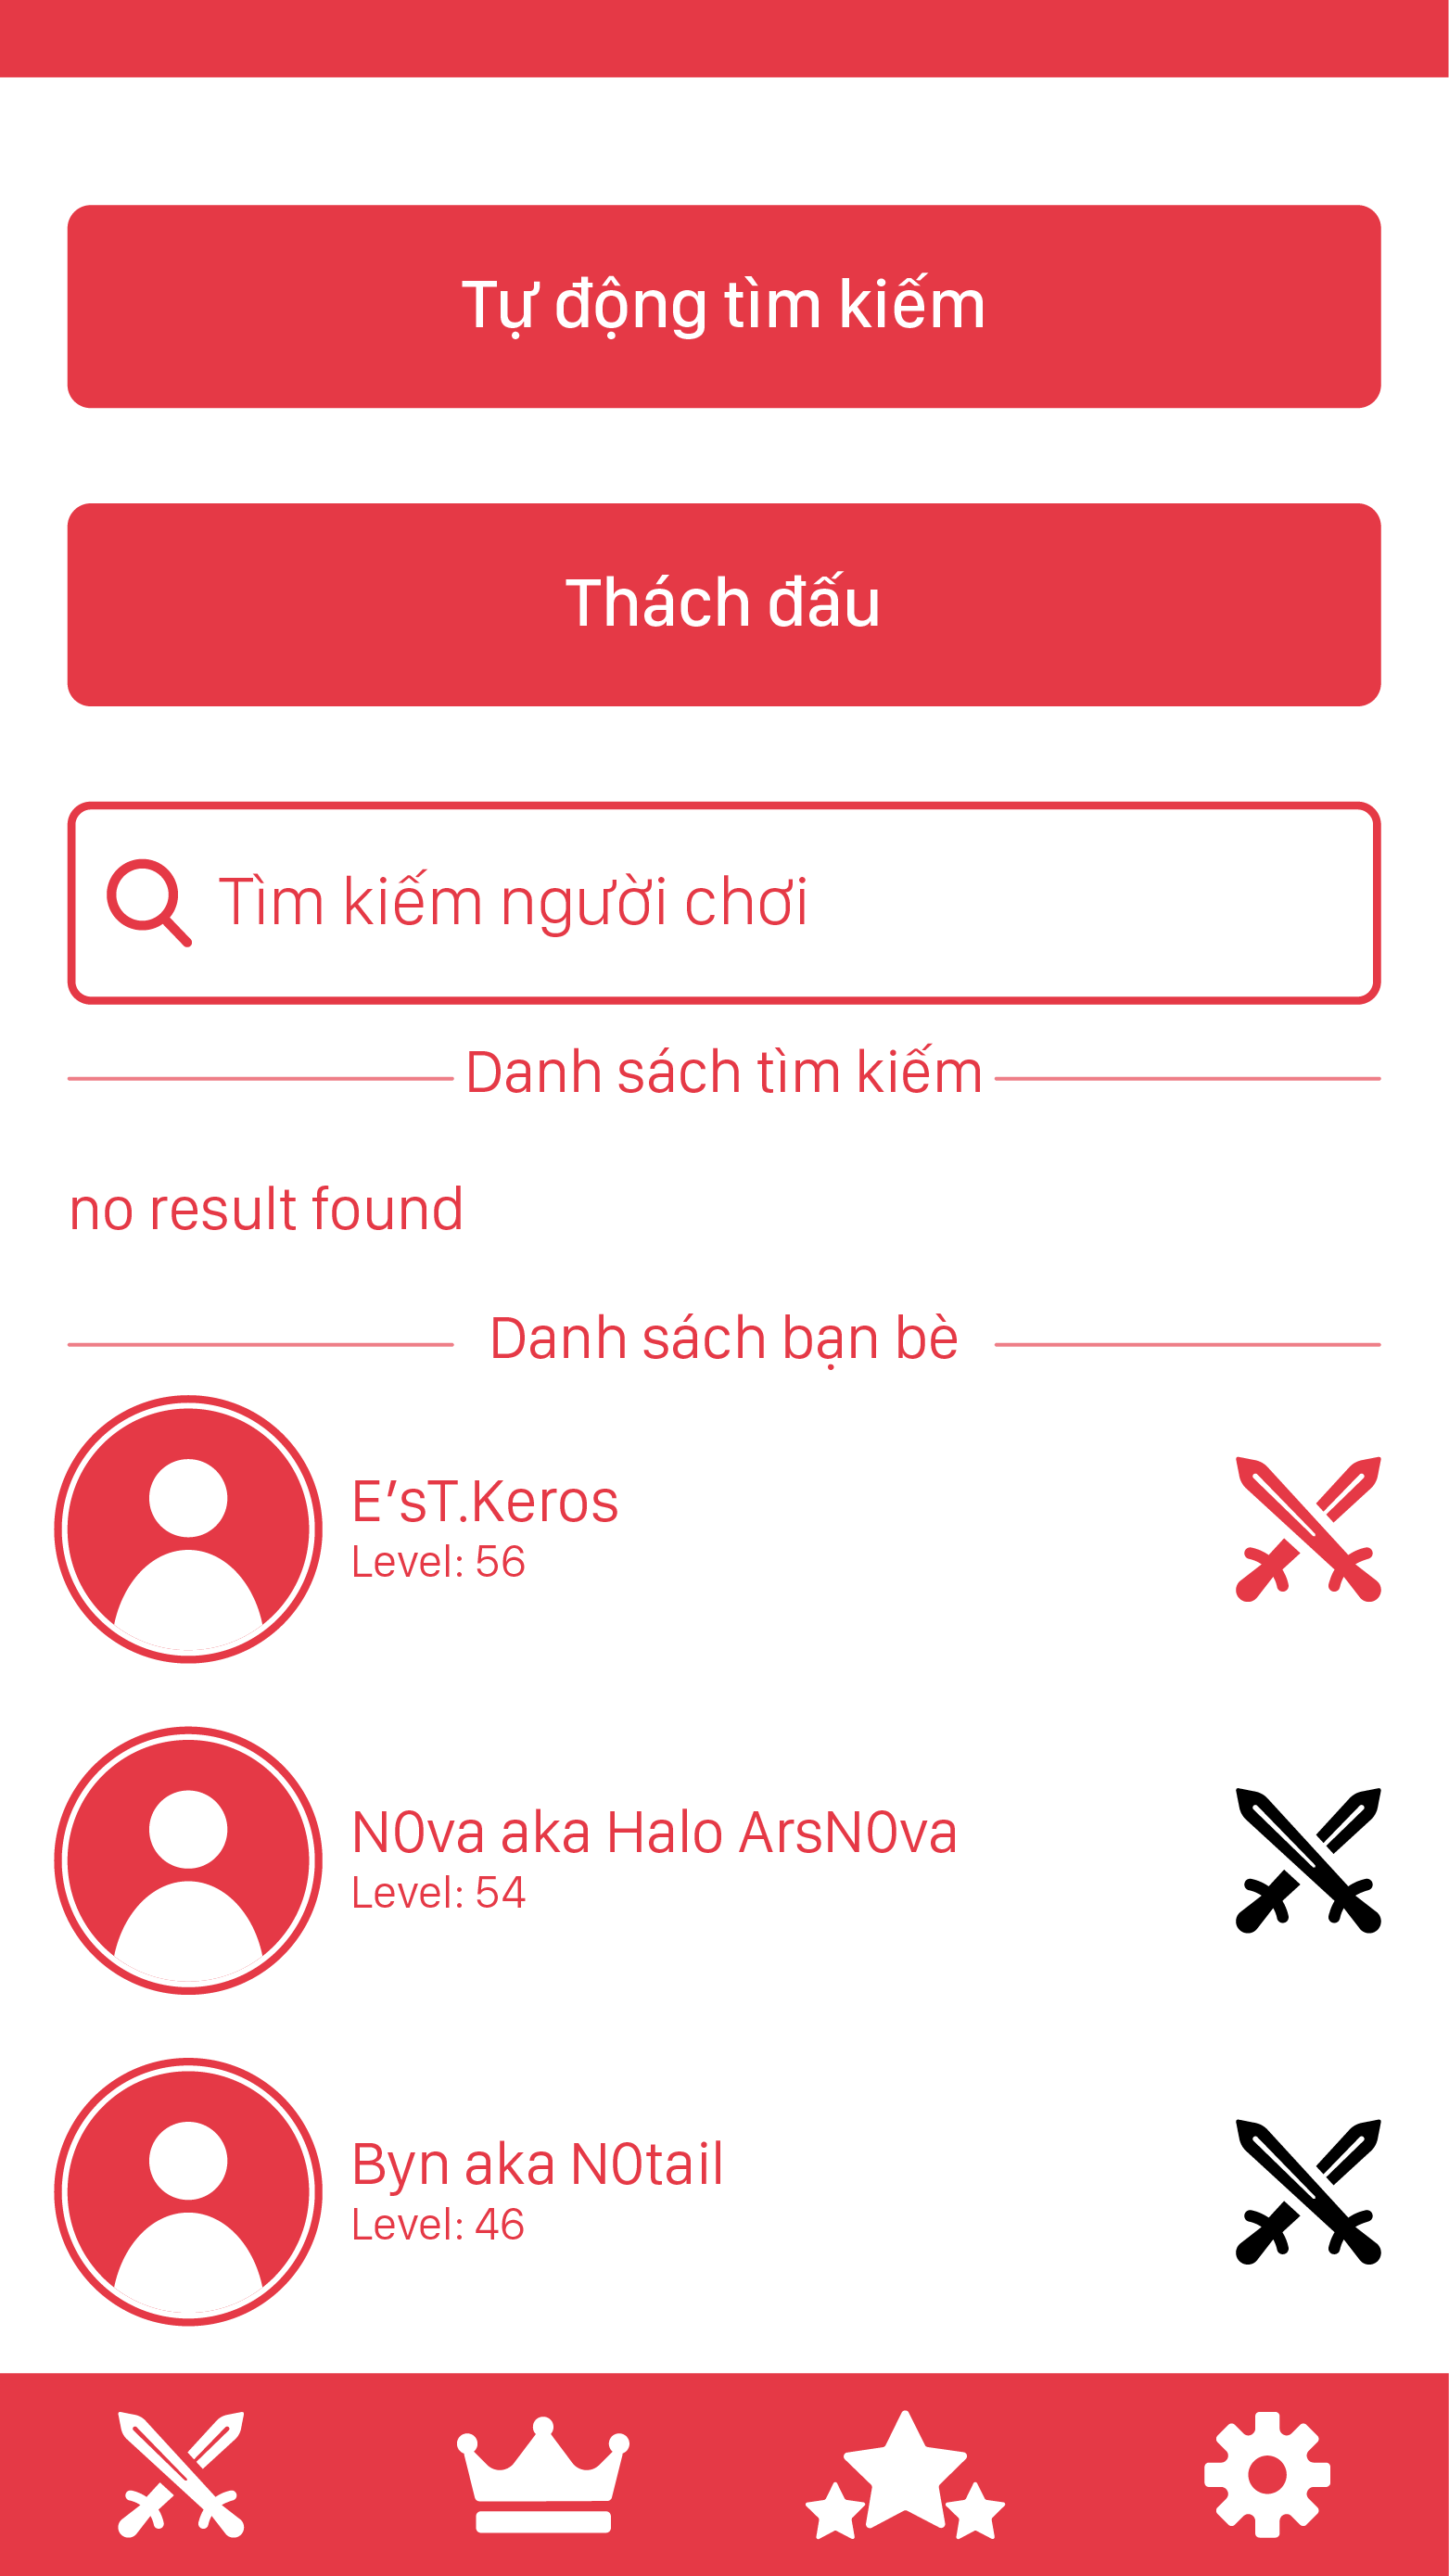 Tự động tìm kiếm
Thách đấu
Tìm kiếm người chơi
Danh sách tìm kiếm
no result found
Danh sách bạn bè
E’sT.Keros
Level: 56
N0va aka Halo ArsN0va
Level: 54
Byn aka N0tail
Level: 46